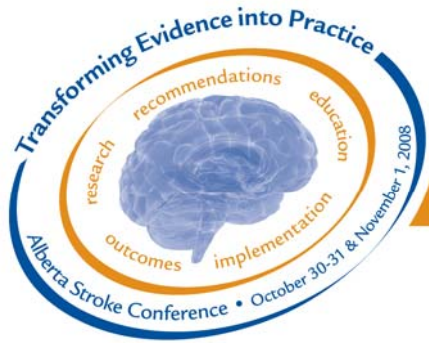 Transforming Evidence into Practice
research
recommendations
education
outcomes
implementation
Alberta Stroke Conference • October 30-31 & November 1, 2008